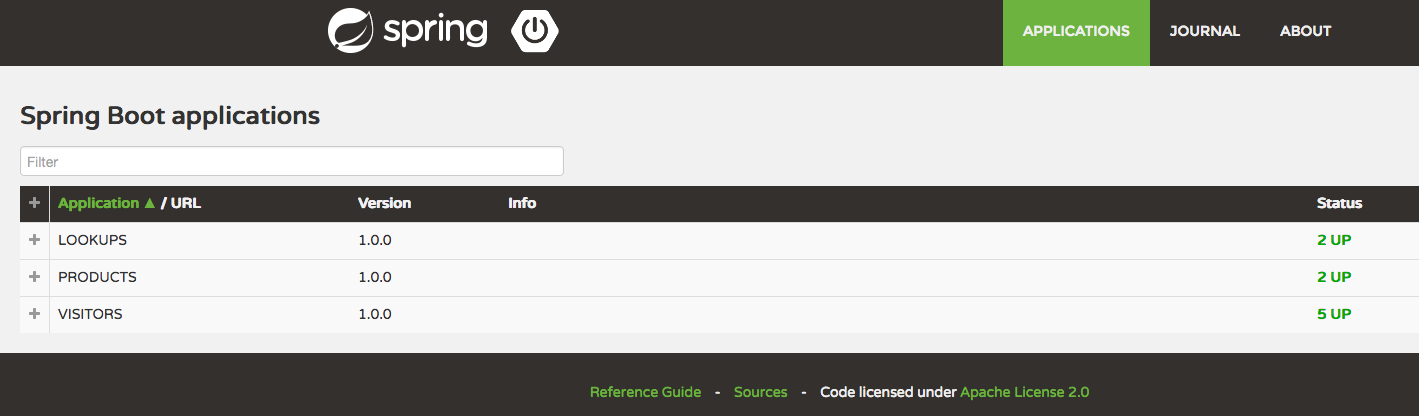 spring APPLICATIONS JOURNAL ABOUT
Spring Boot applications
Filter
Application ▲ / URL Version Info Status
LOOKUPS 1.0.0 2 UP
PRODUCTS 1.0.0 2 UP
VISITORS 1.0.0 5 UP
Reference Guide - Sources - Code licensed under Apache License 2.0